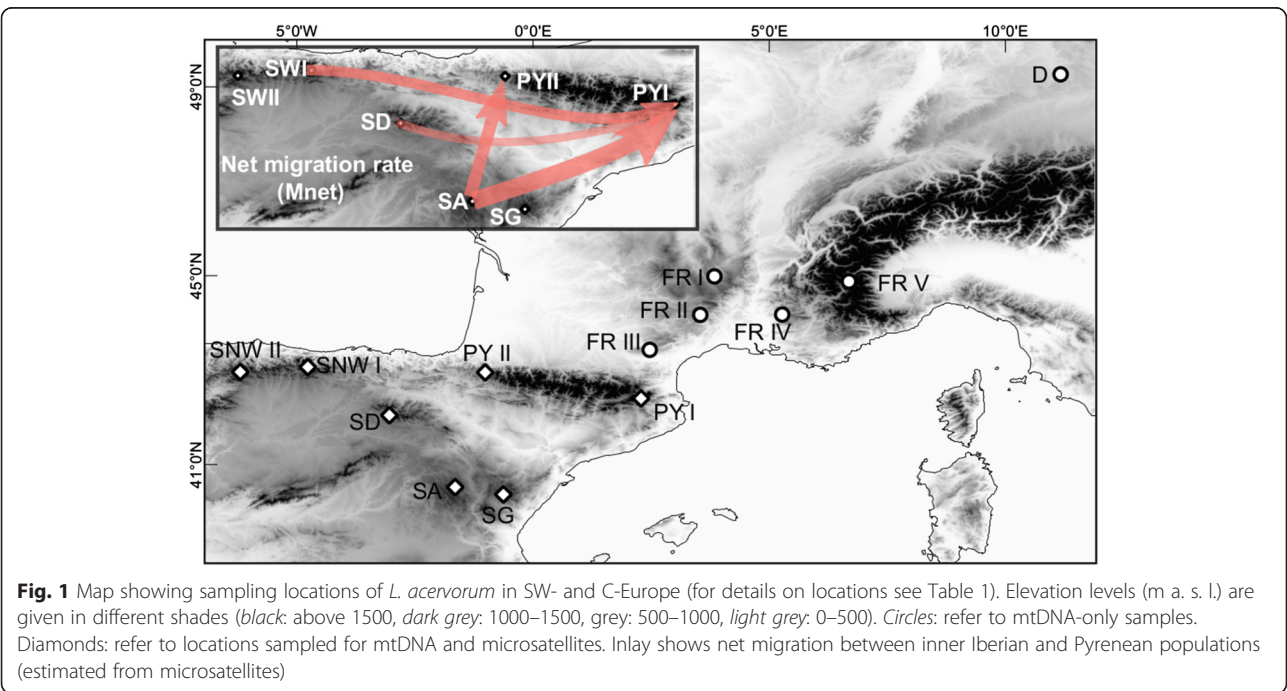 5°0'W 0°0'E 5°0'E 10°0'E
49°0'N
45°0'N
41°0'N
SWI
SWII
PYII
PYI
SD
Net migration rate
(Mnet)
SA
SG
D
FR I
FR II
FR III
FR IV
FR V
SNW II
SNW I
PY II
PY I
SD
SA
SG
Fig. 1 Map showing sampling locations of L. acervorum in SW- and C-Europe (for details on locations see Table 1). Elevation levels (m a. s. l.) are
given in different shades (black: above 1500, dark grey: 1000–1500, grey: 500–1000, light grey: 0–500). Circles: refer to mtDNA-only samples.
Diamonds: refer to locations sampled for mtDNA and microsatellites. Inlay shows net migration between inner Iberian and Pyrenean populations
(estimated from microsatellites)